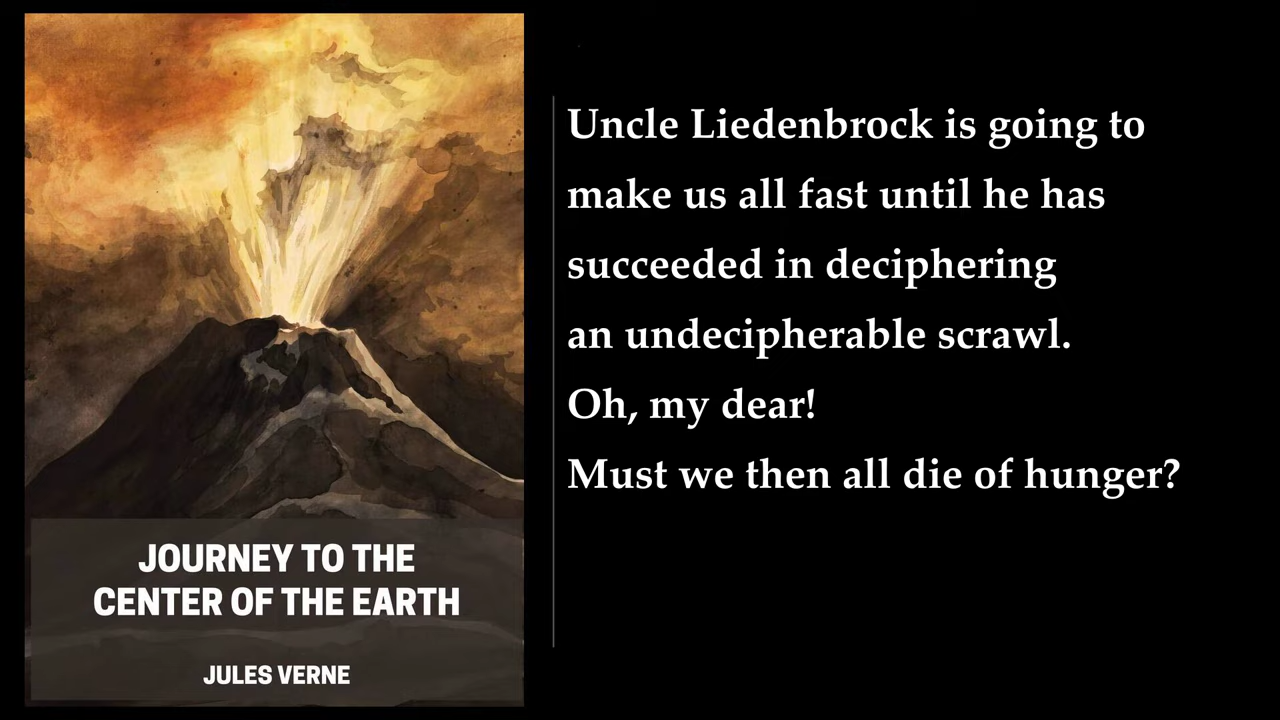 JOURNEY TO THE
CENTER OF THE EARTH
JULES VERNE
Uncle Liedenbrock is going to
make us all fast until he has
succeeded in deciphering
an undecipherable scrawl.
Oh, my dear!
Must we then all die of hunger?